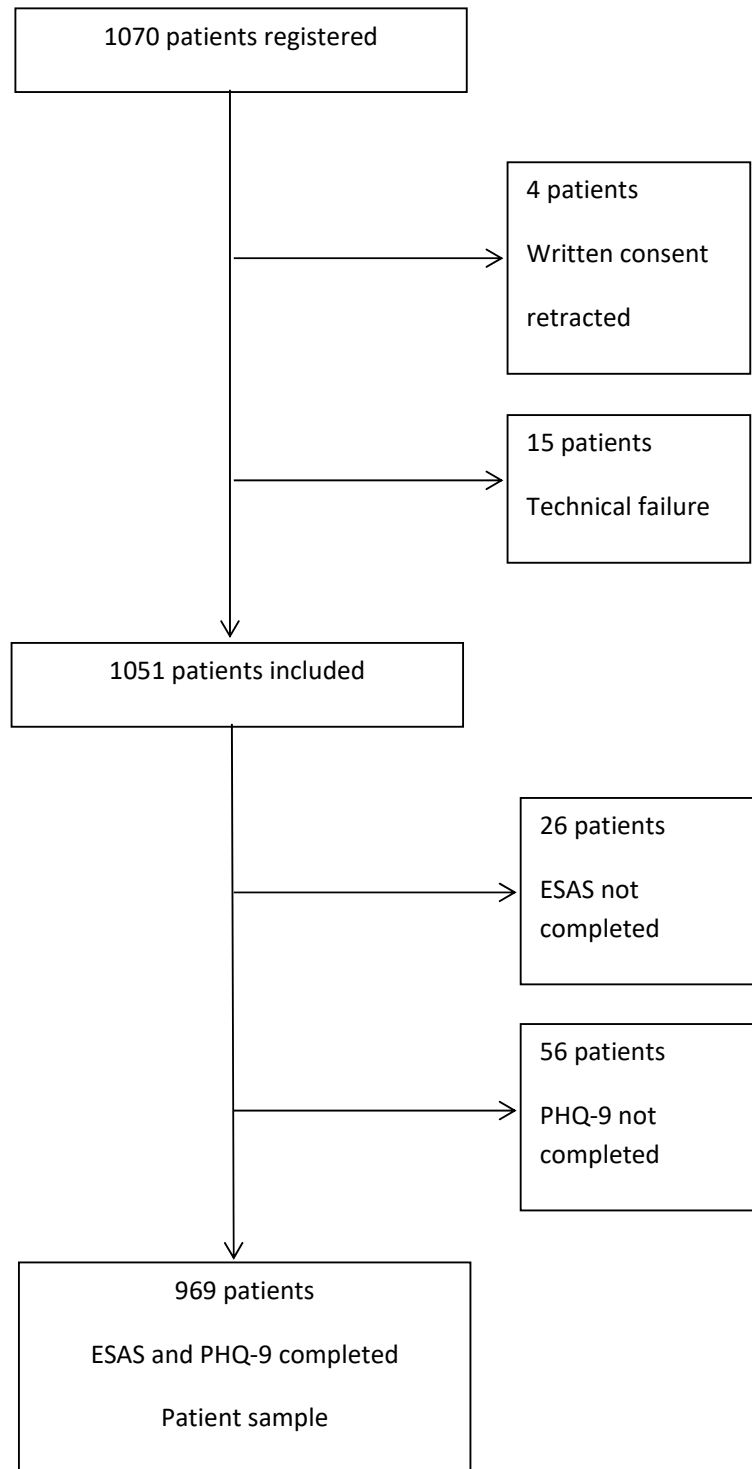 1070 patients registered
4 patients
Written consent
retracted
15 patients
Technical failure
1051 patients included
26 patients
ESAS not
completed
56 patients
PHQ-9 not
completed
969 patients
ESAS and PHQ-9 completed
Patient sample